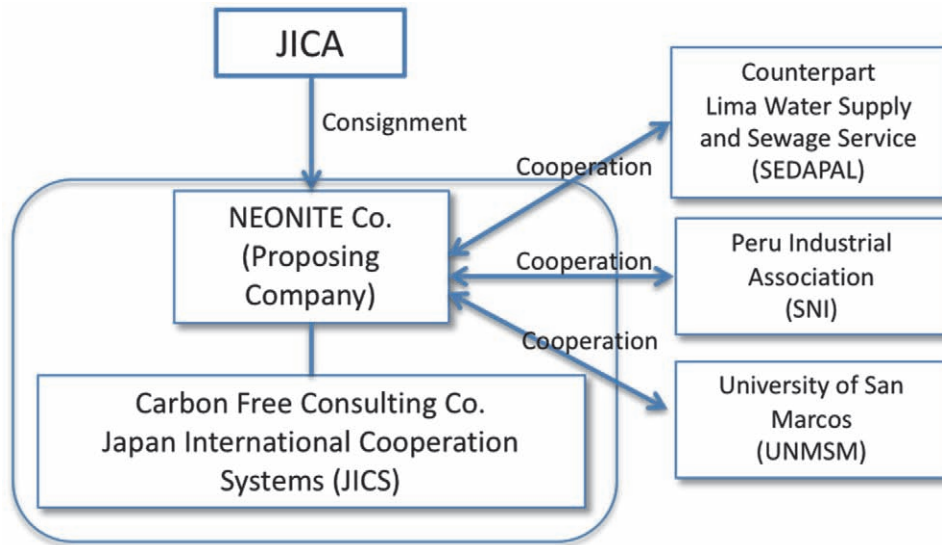 JICA
Consignment
NEONITE Co.
(Proposing
Company)
Carbon Free Consulting Co.
Japan International Cooperation
Systems (JICS)
Cooperation
Cooperation
Cooperation
Counterpart
Lima Water Supply
and Sewage Service
(SEDAPAL)
Peru Industrial
Association
(SNI)
University of San
Marcos
(UNMSM)